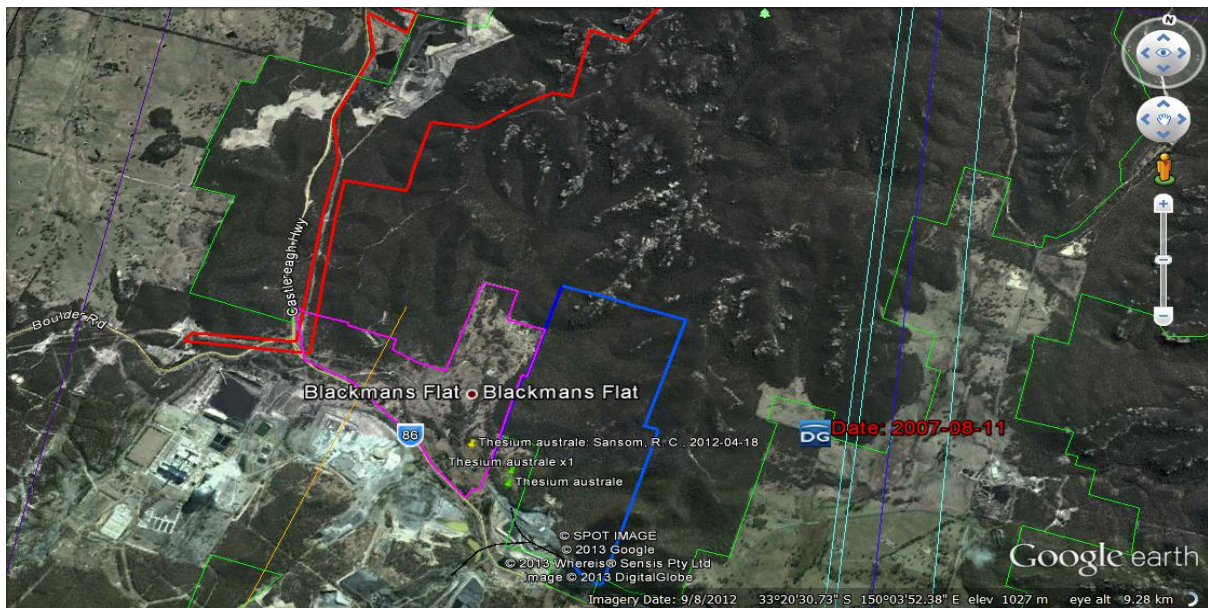 N
Castlereagh Hwy
Boulder Rd
Blackmans Flat
Blackmans Flat
86
DG
Date: 2007-08-11
Thesium australe: Sansom, R. C., 2012-04-18
Thesium australe x1
Thesium australe
© SPOT IMAGE
© 2013 Google
© 2013 Whereis® Sensis Pty Ltd
Image © 2013 DigitalGlobe
Google earth
Imagery Date: 9/8/2012 33°20'30.73" S 150°03'52.38" E elev 1027 m eye alt 9.28 km